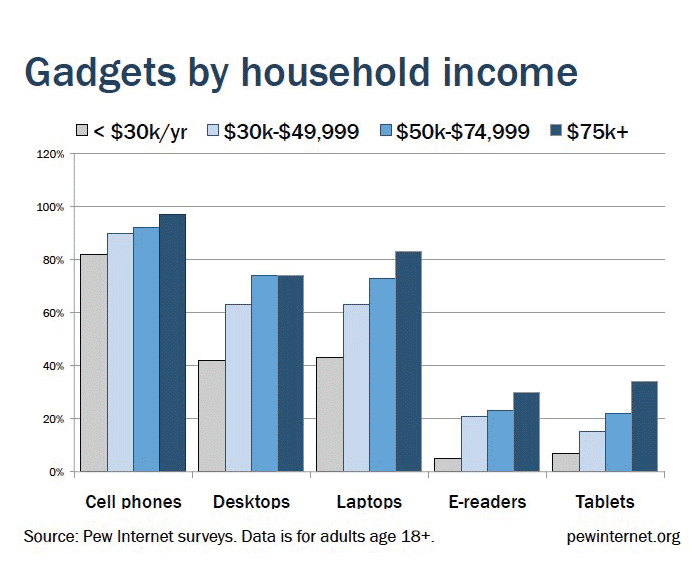 Gadgets by household income
< $30k/yr $30k-$49,999 $50k-$74,999 $75k+
120%
100%
80%
60%
40%
20%
0%
Cell phones Desktops Laptops E-readers Tablets
Source: Pew Internet surveys. Data is for adults age 18+. pewinternet.org